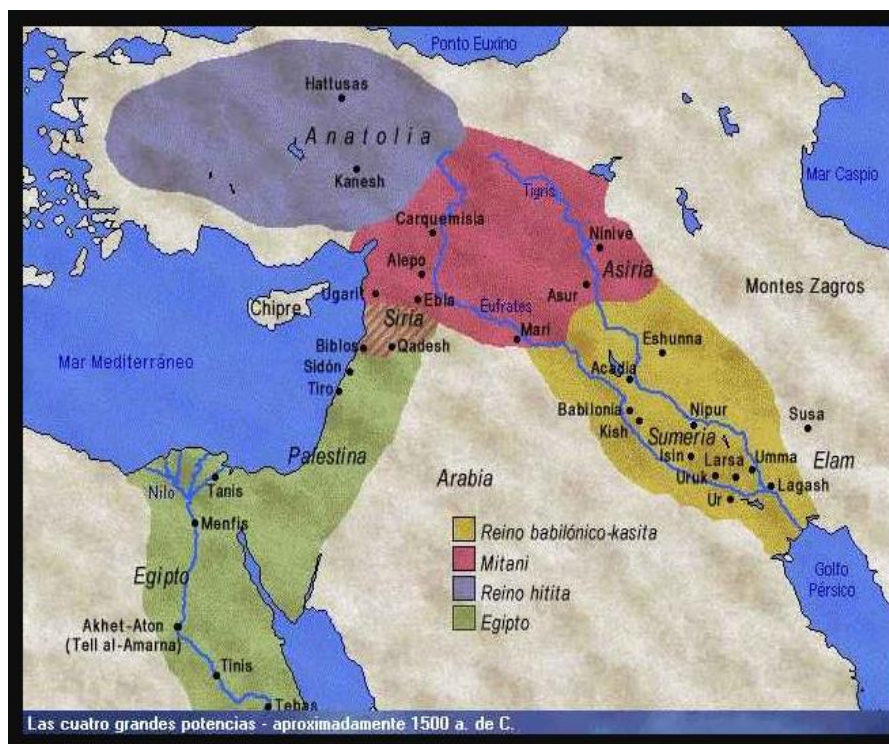 Ponto Euxino
Hattusas
Anatolia
Kanesh
Mar Caspio
Tigris
Carquemisia
Ninive
Alepo
Asiria
Montes Zagros
Ugarit
Ebla
Asur
Chipre
Siria
Eufrates
Mari
Eshunna
Biblos
Qadesh
Mar Mediterráneo
Sidón
Acadia
Tiro
Babilonia
Nipur
Susa
Kish
Sumeria
Palestina
Isin
Larsa
Umma
Elam
Arabia
Uruk
Lagash
Nilo
Tanis
Ur
Menfis
Reino babilónico-kasita
Mitani
Golfo
Pérsico
Egipto
Reino hitita
Egipto
Akhet-Aton
(Tell al-Amarna)
Tinis
Tebas
Las cuatro grandes potencias - aproximadamente 1500 a. de C.